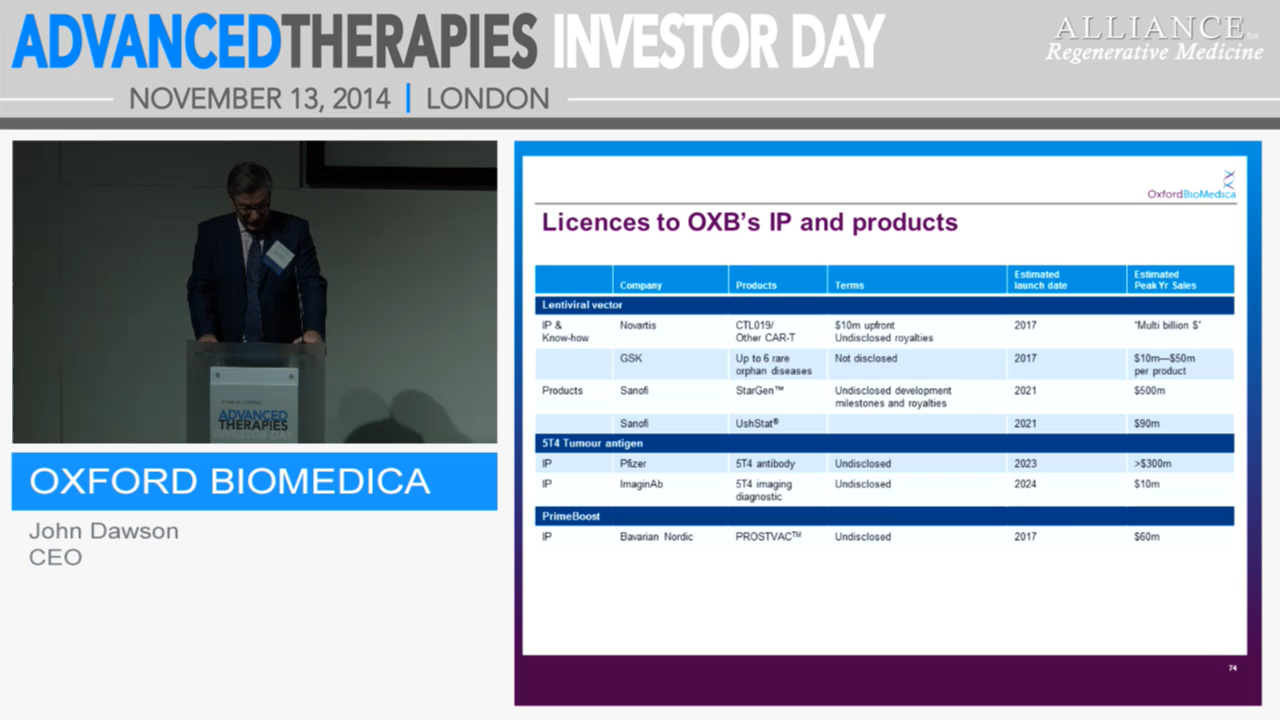 ADVANCEDTHERAPIES INVESTOR DAY
NOVEMBER 13, 2014 | LONDON
ALLIANCE for
Regenerative Medicine
ADVANCED
THERAPIES
INVESTOR DAY
OXFORD BIOMEDICA
John Dawson
CEO
OxfordBioMedica
Licences to OXB's IP and products
Company Products Terms Estimated launch date Estimated Peak Yr Sales
Lentiviral vector
IP & Know-how Novartis CTL019/ Other CAR-T $10m upfront Undisclosed royalties 2017 "Multi billion $"
GSK Up to 6 rare orphan diseases Not disclosed 2017 $10m—$50m per product
Products Sanofi StarGen™ Undisclosed development milestones and royalties 2021 $500m
Sanofi UshStat® 2021 $90m
5T4 Tumour antigen
IP Pfizer 5T4 antibody Undisclosed 2023 >$300m
IP ImaginAb 5T4 imaging diagnostic Undisclosed 2024 $10m
PrimeBoost
IP Bavarian Nordic PROSTVAC™ Undisclosed 2017 $60m
74